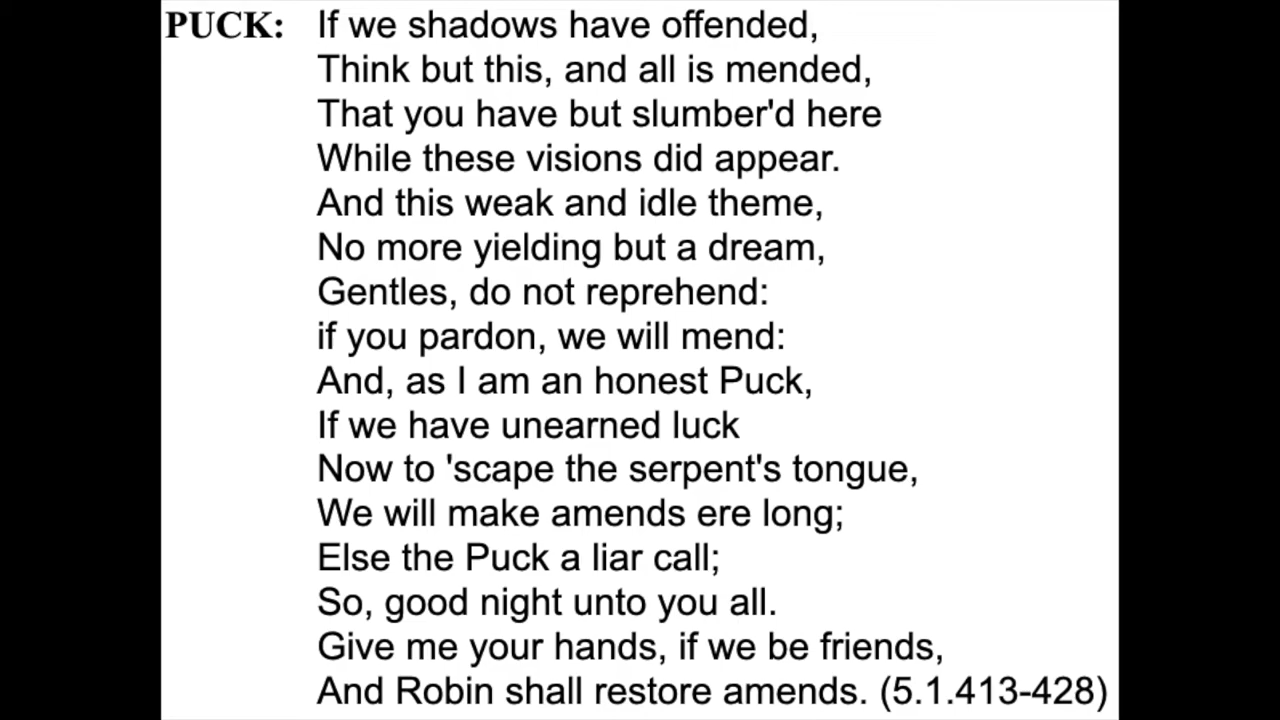 PUCK: If we shadows have offended,
Think but this, and all is mended,
That you have but slumber'd here
While these visions did appear.
And this weak and idle theme,
No more yielding but a dream,
Gentles, do not reprehend:
if you pardon, we will mend:
And, as I am an honest Puck,
If we have unearned luck
Now to 'scape the serpent's tongue,
We will make amends ere long;
Else the Puck a liar call;
So, good night unto you all.
Give me your hands, if we be friends,
And Robin shall restore amends. (5.1.413-428)